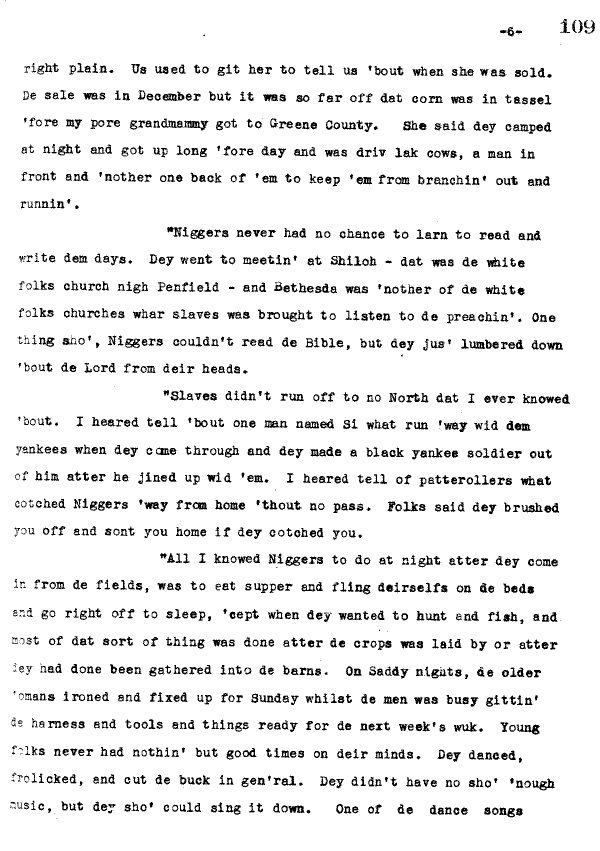 -6- 109
right plain. Us used to git her to tell us 'bout when she was sold.
De sale was in December but it was so far off dat corn was in tassel
'fore my pore grandmammy got to Greene County. She said dey camped
at night and got up long 'fore day and was driv lak cows, a man in
front and 'nother one back of 'em to keep 'em from branchin' out and
runnin'.
"Niggers never had no chance to larn to read and
write dem days. Dey went to meetin' at Shiloh - dat was de white
folks church nigh Penfield - and Bethesda was 'nother of de white
folks churches whar slaves was brought to listen to de preachin'. One
thing sho', Niggers couldn't read de Bible, but dey jus' lumbered down
'bout de Lord from deir heads.
"Slaves didn't run off to no North dat I ever knowed
'bout. I heared tell 'bout one man named Si what run 'way wid dem
yankees when dey come through and dey made a black yankee soldier out
of him atter he jined up wid 'em. I heared tell of patterollers what
cotched Niggers 'way from home 'thout no pass. Folks said dey brushed
you off and sont you home if dey cotched you.
"All I knowed Niggers to do at night atter dey come
in from de fields, was to eat supper and fling deirselfs on de beds
and go right off to sleep, 'cept when dey wanted to hunt and fish, and
most of dat sort of thing was done atter de crops was laid by or atter
dey had done been gathered into de barns. On Saddy nights, de older
'omans ironed and fixed up for Sunday whilst de men was busy gittin'
de harness and tools and things ready for de next week's wuk. Young
folks never had nothin' but good times on deir minds. Dey danced,
frolicked, and cut de buck in gen'ral. Dey didn't have no sho' 'nough
music, but dey sho' could sing it down. One of de dance songs